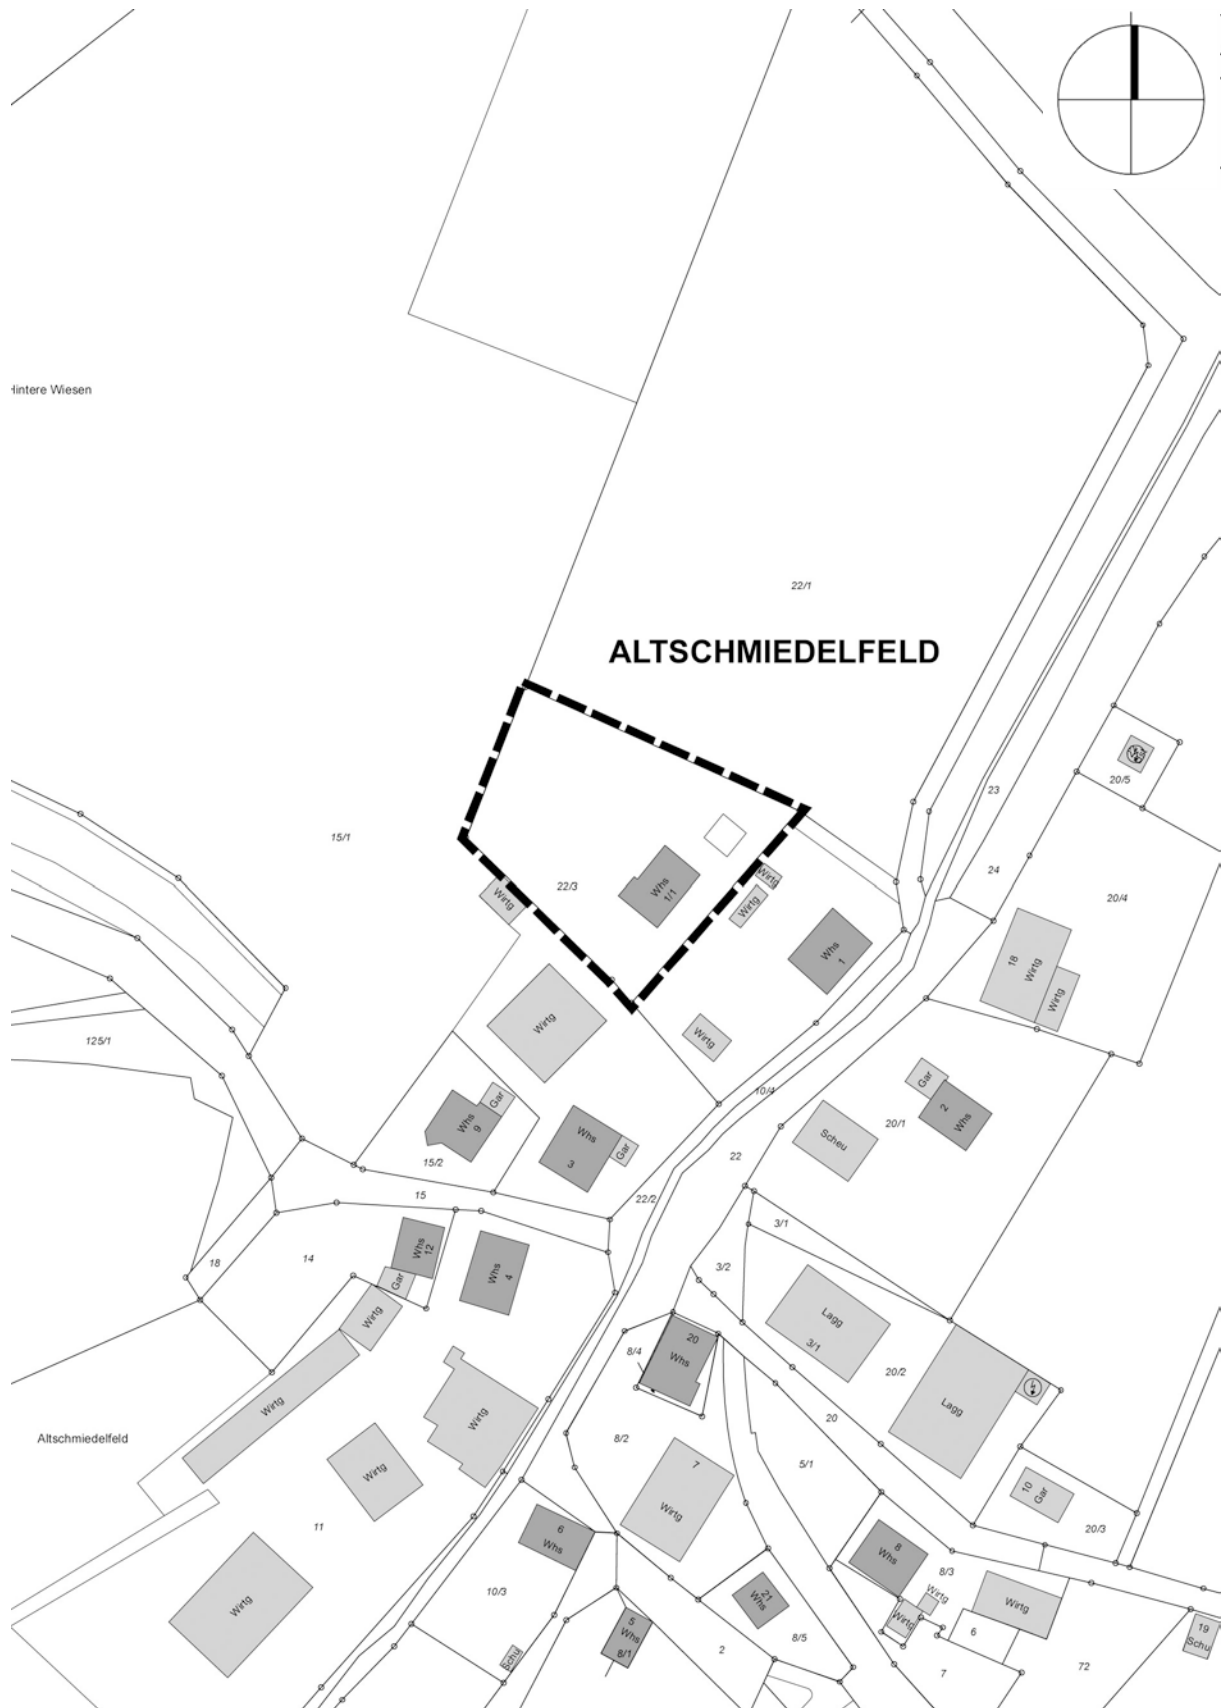 Hintere Wiesen
22/1
ALTSCHMIEDELFELD
23
20/5
15/1
22/3
Whs
1/1
Wirtg
Wirtg
Wirtg
24
20/4
Whs
1
18
Wirtg
Wirtg
Wirtg
Wirtg
125/1
10/4
Gar
2
Whs
Gar
Whs
9
Whs
3
Gar
Scheu
20/1
15/2
22
15
22/2
3/1
14
18
Whs
12
Gar
Whs
4
3/2
Wirtg
Lagg
3/1
20
Whs
8/4
20/2
Lagg
Wirtg
Wirtg
Altschmiedelfeld
Wirtg
8/2
20
5/1
7
Wirtg
10
Gar
20/3
11
6
Whs
8
Whs
8/3
Wirtg
10/3
Wirtg
Wirtg
Wirtg
21
Whs
5
Whs
8/1
8/5
6
19
Schu
Schu
2
7
72